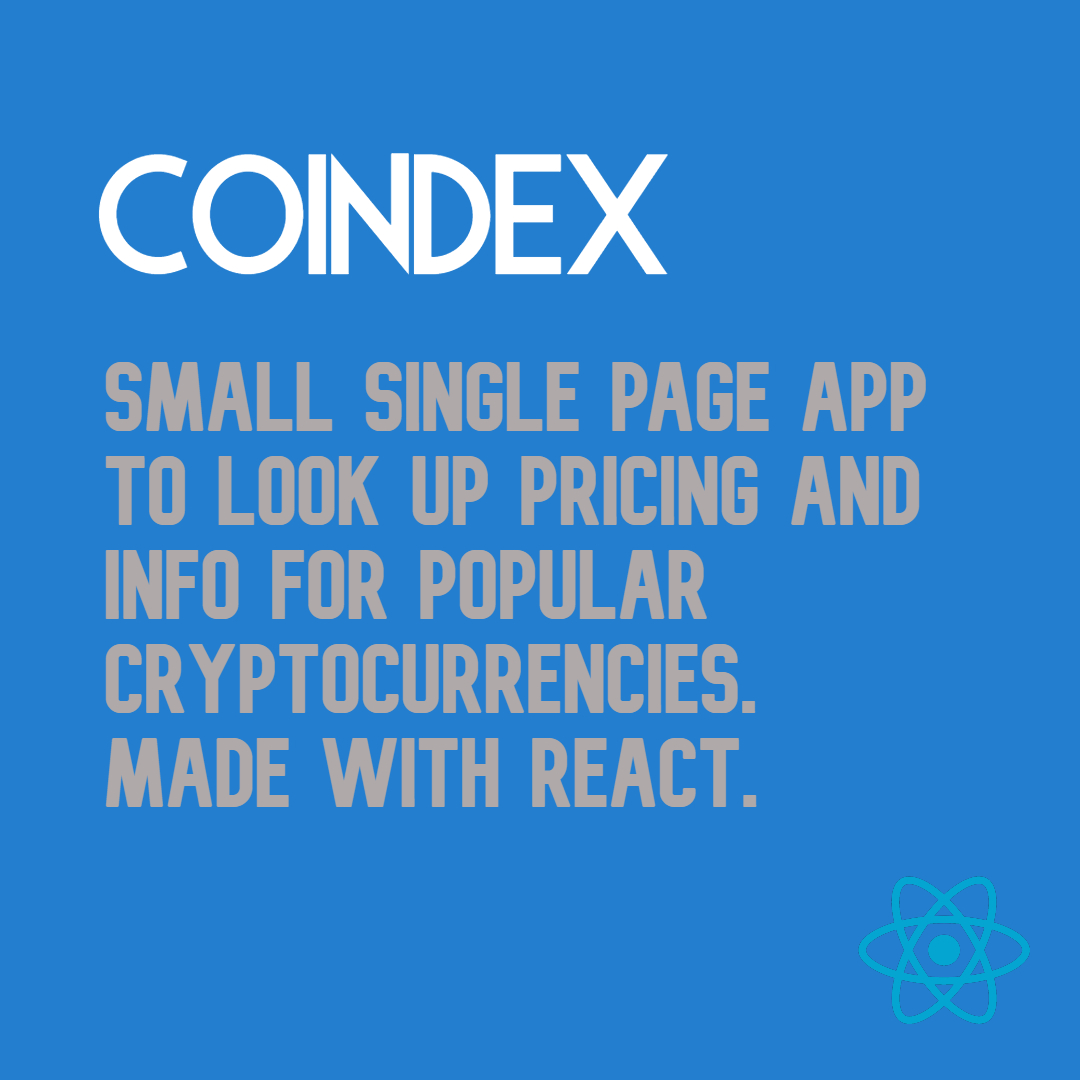 COINDEX
SMALL SINGLE PAGE APP
TO LOOK UP PRICING AND
INFO FOR POPULAR
CRYPTOCURRENCIES.
MADE WITH REACT.